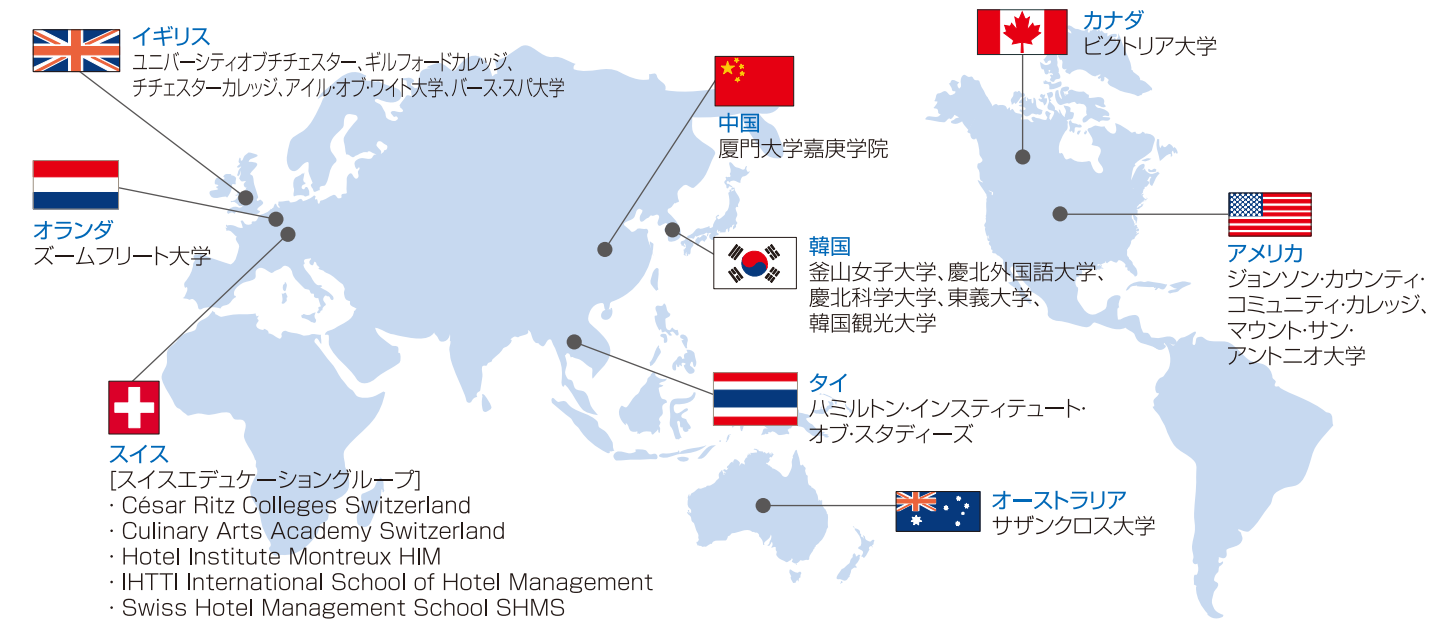 イギリス
ユニバーシティオブチチェスター、ギルフォードカレッジ、
チチェスターカレッジ、アイル・オブ・ワイト大学、バース・スパ大学
オランダ
ズームフリート大学
スイス
[スイスエデュケーショングループ]
· César Ritz Colleges Switzerland
· Culinary Arts Academy Switzerland
· Hotel Institute Montreux HIM
· IHTTI International School of Hotel Management
· Swiss Hotel Management School SHMS
中国
厦門大学嘉庚学院
韓国
釜山女子大学、慶北外国語大学、
慶北科学大学、東義大学、
韓国観光大学
タイ
ハミルトン・インスティテュート・
オブ・スタディーズ
オーストラリア
サザンクロス大学
カナダ
ビクトリア大学
アメリカ
ジョンソン・カウンティ・
コミュニティ・カレッジ、
マウント・サン・
アントニオ大学